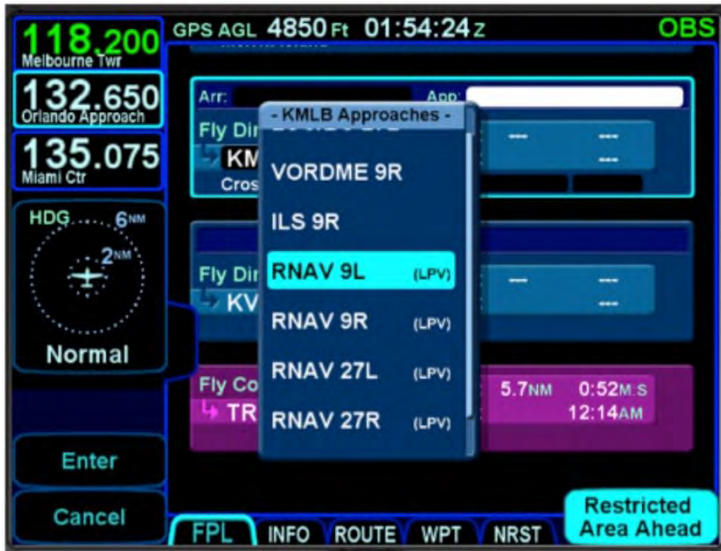 118.200
Melbourne Twr
132.650
Orlando Approach
135.075
Miami Ctr
HDG 6NM
2NM
Normal
Enter
Cancel
GPS AGL 4850 Ft 01:54:24 Z
OBS
Arr: App:
Fly Dir
KM
Cros
--- ---
---
- KMLB Approaches -
VORDME 9R
ILS 9R
RNAV 9L (LPV)
RNAV 9R (LPV)
RNAV 27L (LPV)
RNAV 27R (LPV)
Fly Dir
KV
--- ---
---
Fly Co
TR
5.7NM 0:52M:S
12:14AM
FPL INFO ROUTE WPT NRST
Restricted
Area Ahead